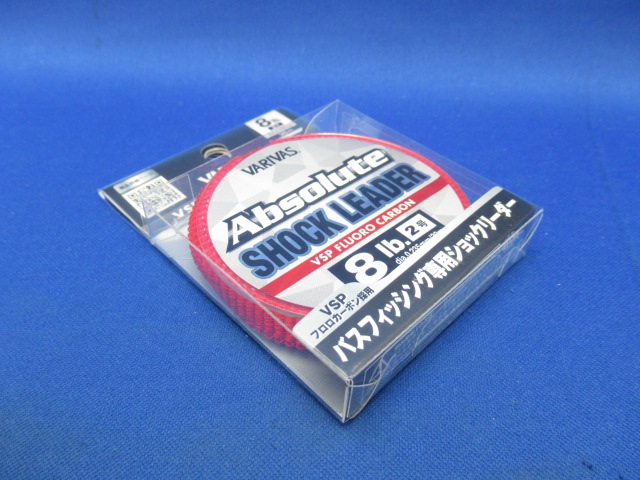 8
VARIVAS
Absolute
SHOCK LEADER
VSP FLUORO CARBON
8lb. 2号
VSP
フロロカーボン採用
バスフィッシング専用ショックリーダー
VSP